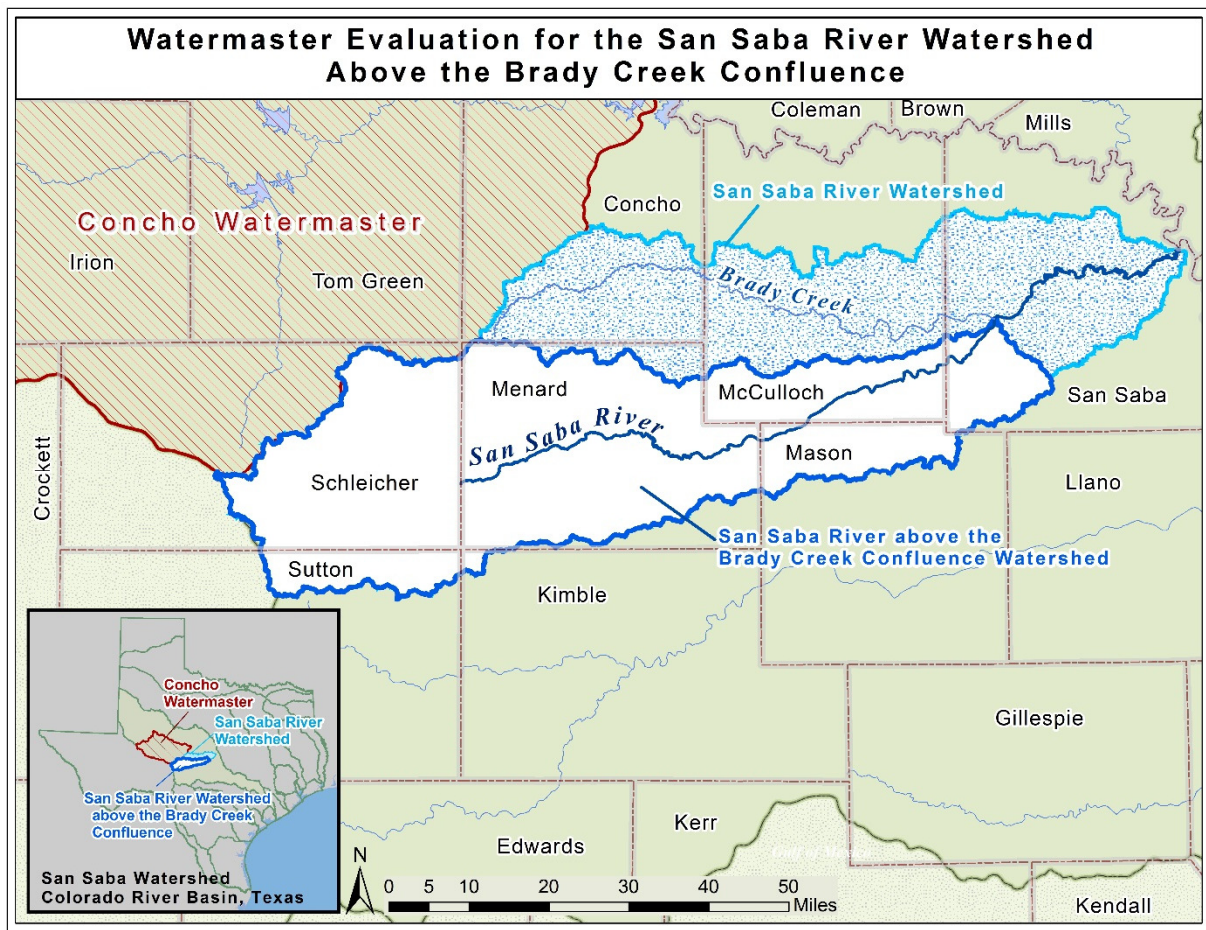 Watermaster Evaluation for the San Saba River Watershed
Above the Brady Creek Confluence
Coleman
Brown
Mills
Concho
San Saba River Watershed
Concho Watermaster
Irion
Tom Green
Brady Creek
Menard
McCulloch
San Saba
Crockett
San Saba River
Schleicher
Mason
Llano
San Saba River above the
Brady Creek Confluence Watershed
Sutton
Kimble
Gillespie
Kerr
Edwards
Kendall
Concho
Watermaster
San Saba River
Watershed
San Saba River Watershed
above the Brady Creek
Confluence
San Saba Watershed
Colorado River Basin, Texas
N
0 5 10 20 30 40 50
Miles